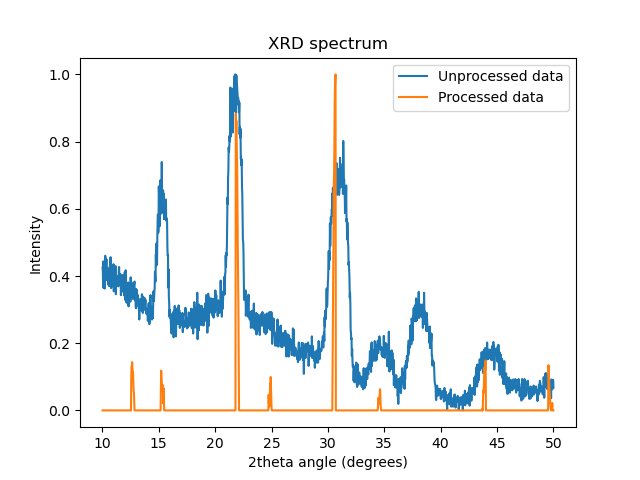 XRD spectrum
Unprocessed data
Processed data
Intensity
1.0
0.8
0.6
0.4
0.2
0.0
10 15 20 25 30 35 40 45 50
2theta angle (degrees)